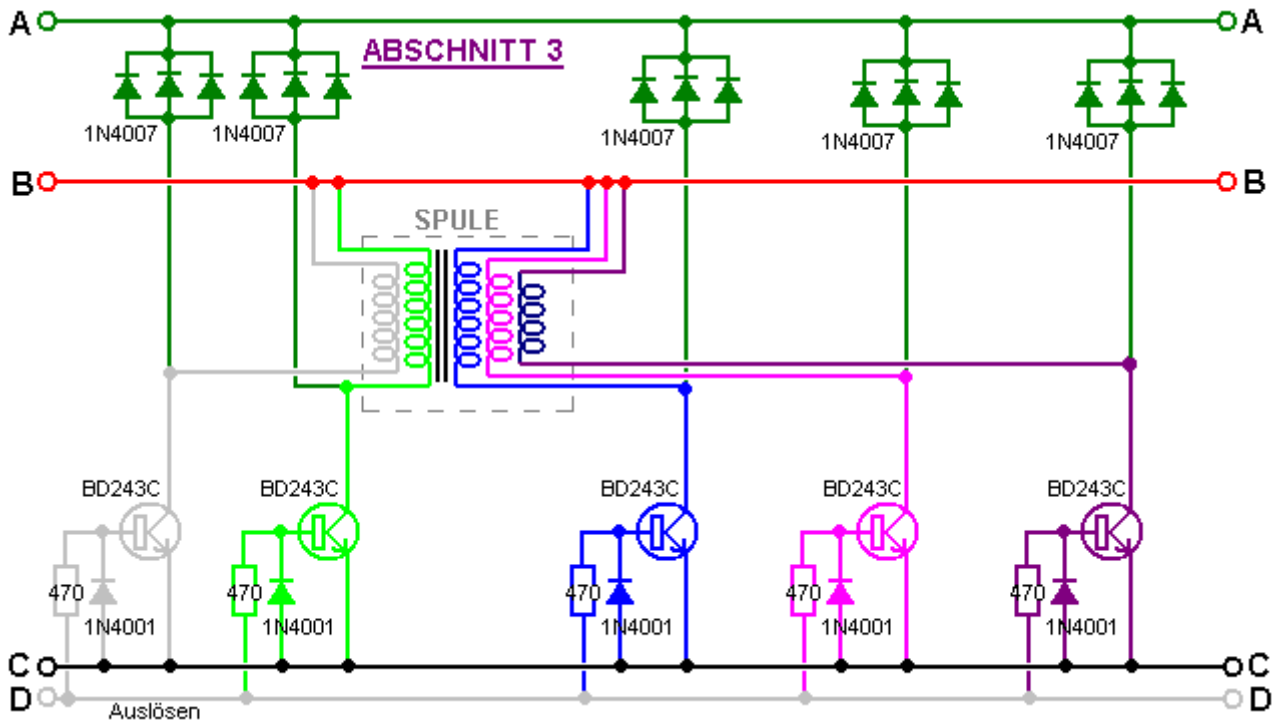 A A
ABSCHNITT 3
1N4007 1N4007 1N4007 1N4007 1N4007
B B
SPULE
BD243C BD243C BD243C BD243C BD243C
470 470 470 470 470
1N4001 1N4001 1N4001 1N4001 1N4001
C C
D D
Auslösen